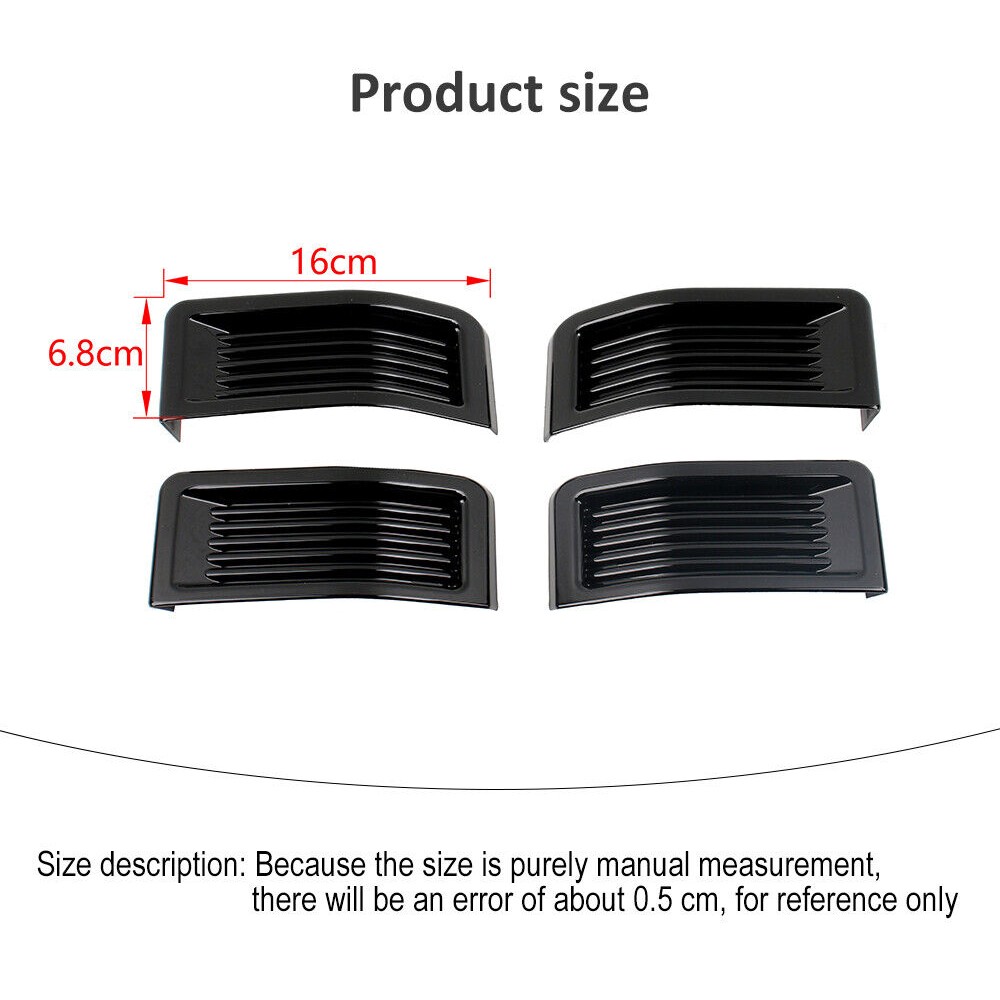 Product size
16cm
6.8cm
Size description: Because the size is purely manual measurement,
there will be an error of about 0.5 cm, for reference only